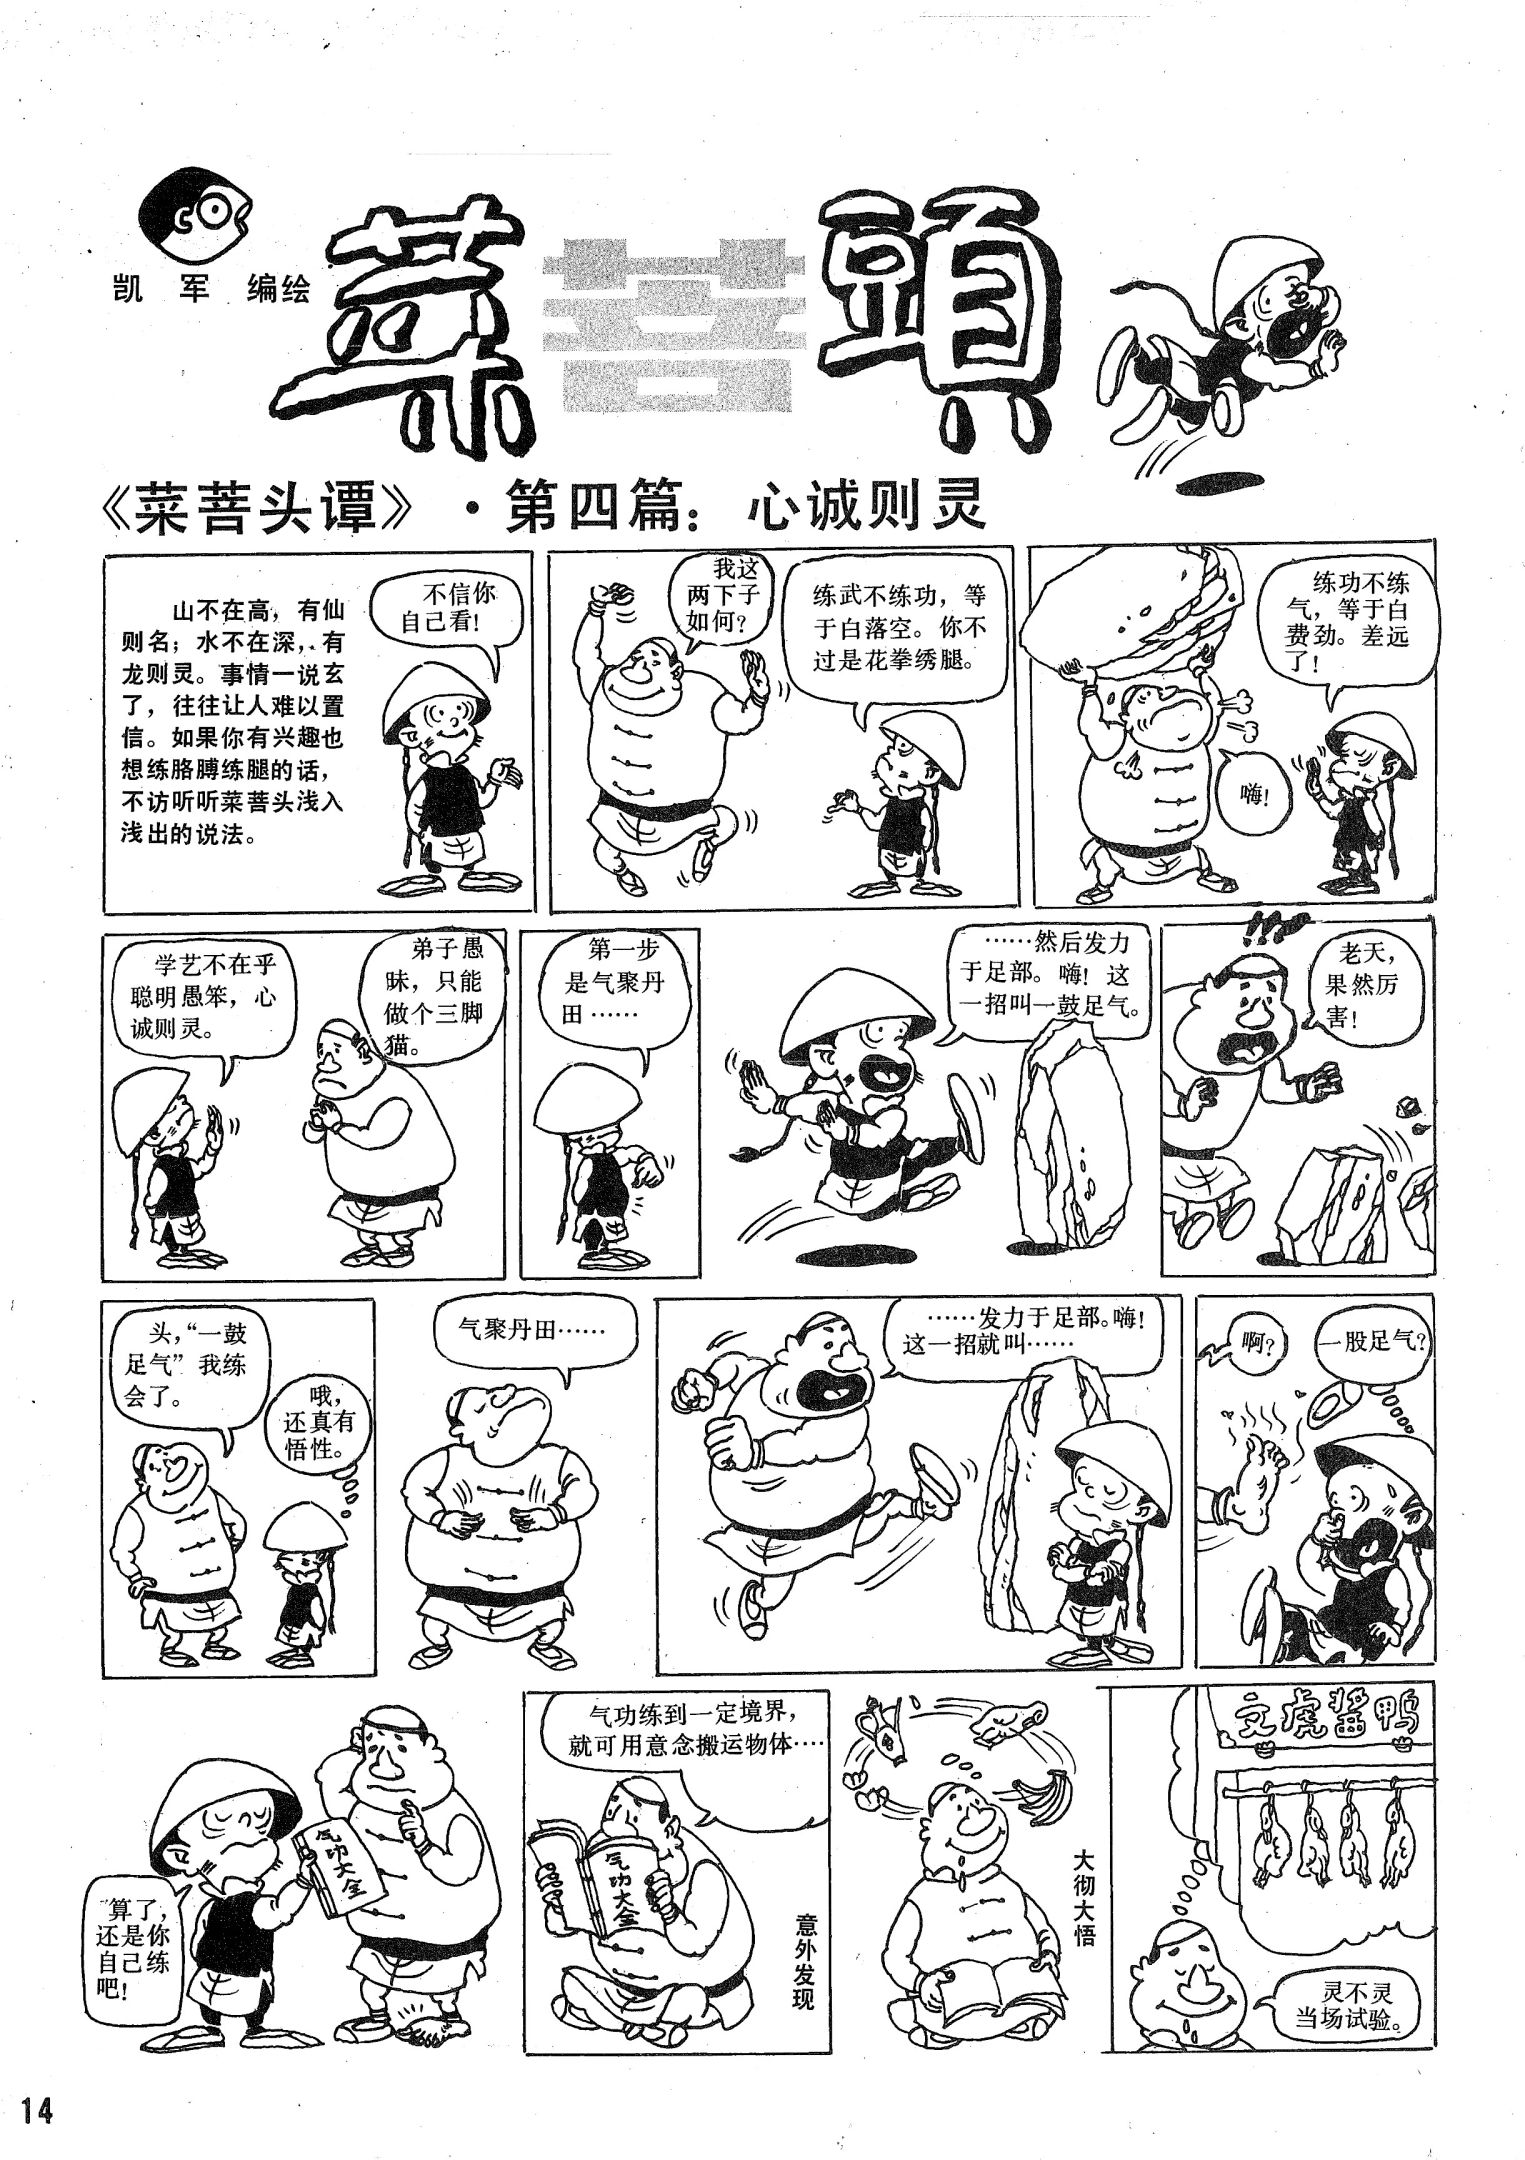 凯军 编绘
菜菩頭
《菜菩头谭》·第四篇：心诚则灵
山不在高，有仙
则名；水不在深，有
龙则灵。事情一说玄
了，往往让人难以置
信。如果你有兴趣也
想练胳膊练腿的话，
不访听听菜菩头浅入
浅出的说法。
不信你
自己看！
我这
两下子
如何？
练武不练功，等
于白落空。你不
过是花拳绣腿。
练功不练
气，等于白
费劲。差远
了！
嗨！
学艺不在乎
聪明愚笨，心
诚则灵。
弟子愚
昧，只能
做个三脚
猫。
第一步
是气聚丹
田……
……然后发力
于足部。嗨！这
一招叫一鼓足气。
!!!
老天，
果然厉
害！
头，“一鼓
足气”我练
会了。
哦，
还真有
悟性。
气聚丹田……
……发力于足部。嗨！
这一招就叫……
啊？
一股足气？
算了，
还是你
自己练
吧！
气功大全
气功练到一定境界，
就可用意念搬运物体…‥
气功大全
意外发现
大彻大悟
文虎酱鸭
灵不灵
当场试验。
14